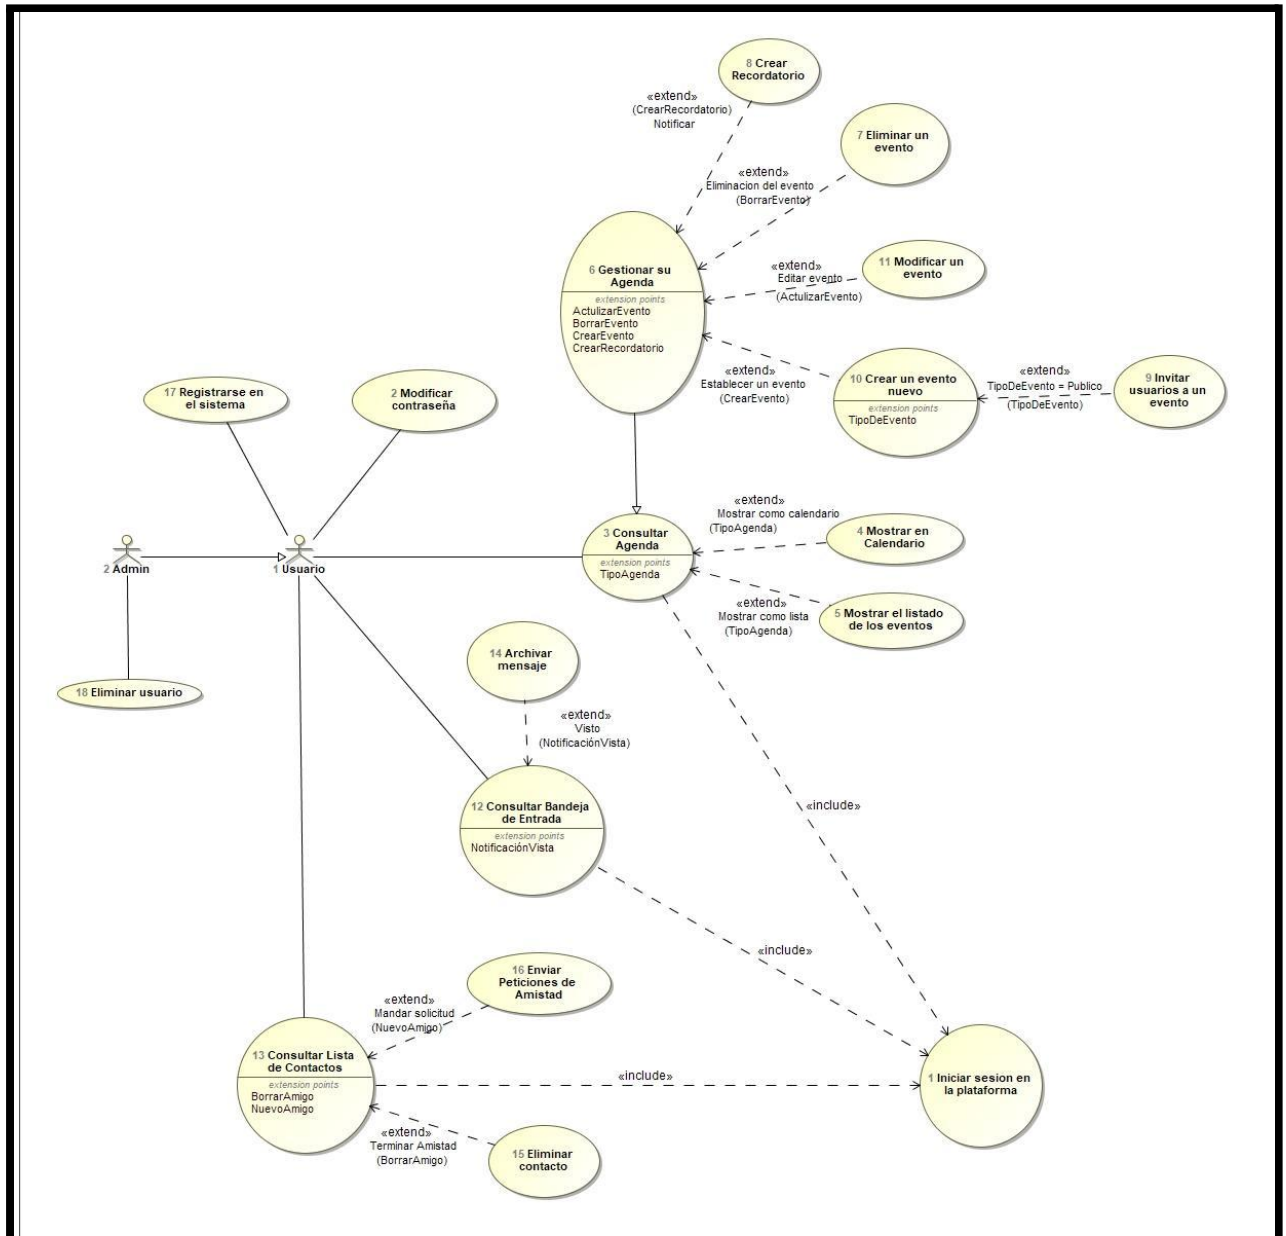 8 Crear
Recordatorio
«extend»
(CrearRecordatorio)
Notificar
7 Eliminar un
evento
«extend»
Eliminacion del evento
(BorrarEvento)
6 Gestionar su
Agenda
extension points
ActulizarEvento
BorrarEvento
CrearEvento
CrearRecordatorio
11 Modificar un
evento
«extend»
Editar evento
(ActulizarEvento)
«extend»
Establecer un evento
(CrearEvento)
10 Crear un evento
nuevo
extension points
TipoDeEvento
«extend»
TipoDeEvento = Publico
(TipoDeEvento)
9 Invitar
usuarios a un
evento
17 Registrarse en
el sistema
2 Modificar
contraseña
2 Admin
1 Usuario
3 Consultar
Agenda
extension points
TipoAgenda
«extend»
Mostrar como calendario
(TipoAgenda)
4 Mostrar en
Calendario
«extend»
Mostrar como lista
(TipoAgenda)
5 Mostrar el listado
de los eventos
18 Eliminar usuario
14 Archivar
mensaje
«extend»
Visto
(NotificaciónVista)
12 Consultar Bandeja
de Entrada
extension points
NotificaciónVista
«include»
«include»
16 Enviar
Peticiones de
Amistad
«extend»
Mandar solicitud
(NuevoAmigo)
13 Consultar Lista
de Contactos
extension points
BorrarAmigo
NuevoAmigo
«include»
1 Iniciar sesion en
la plataforma
«extend»
Terminar Amistad
(BorrarAmigo)
15 Eliminar
contacto